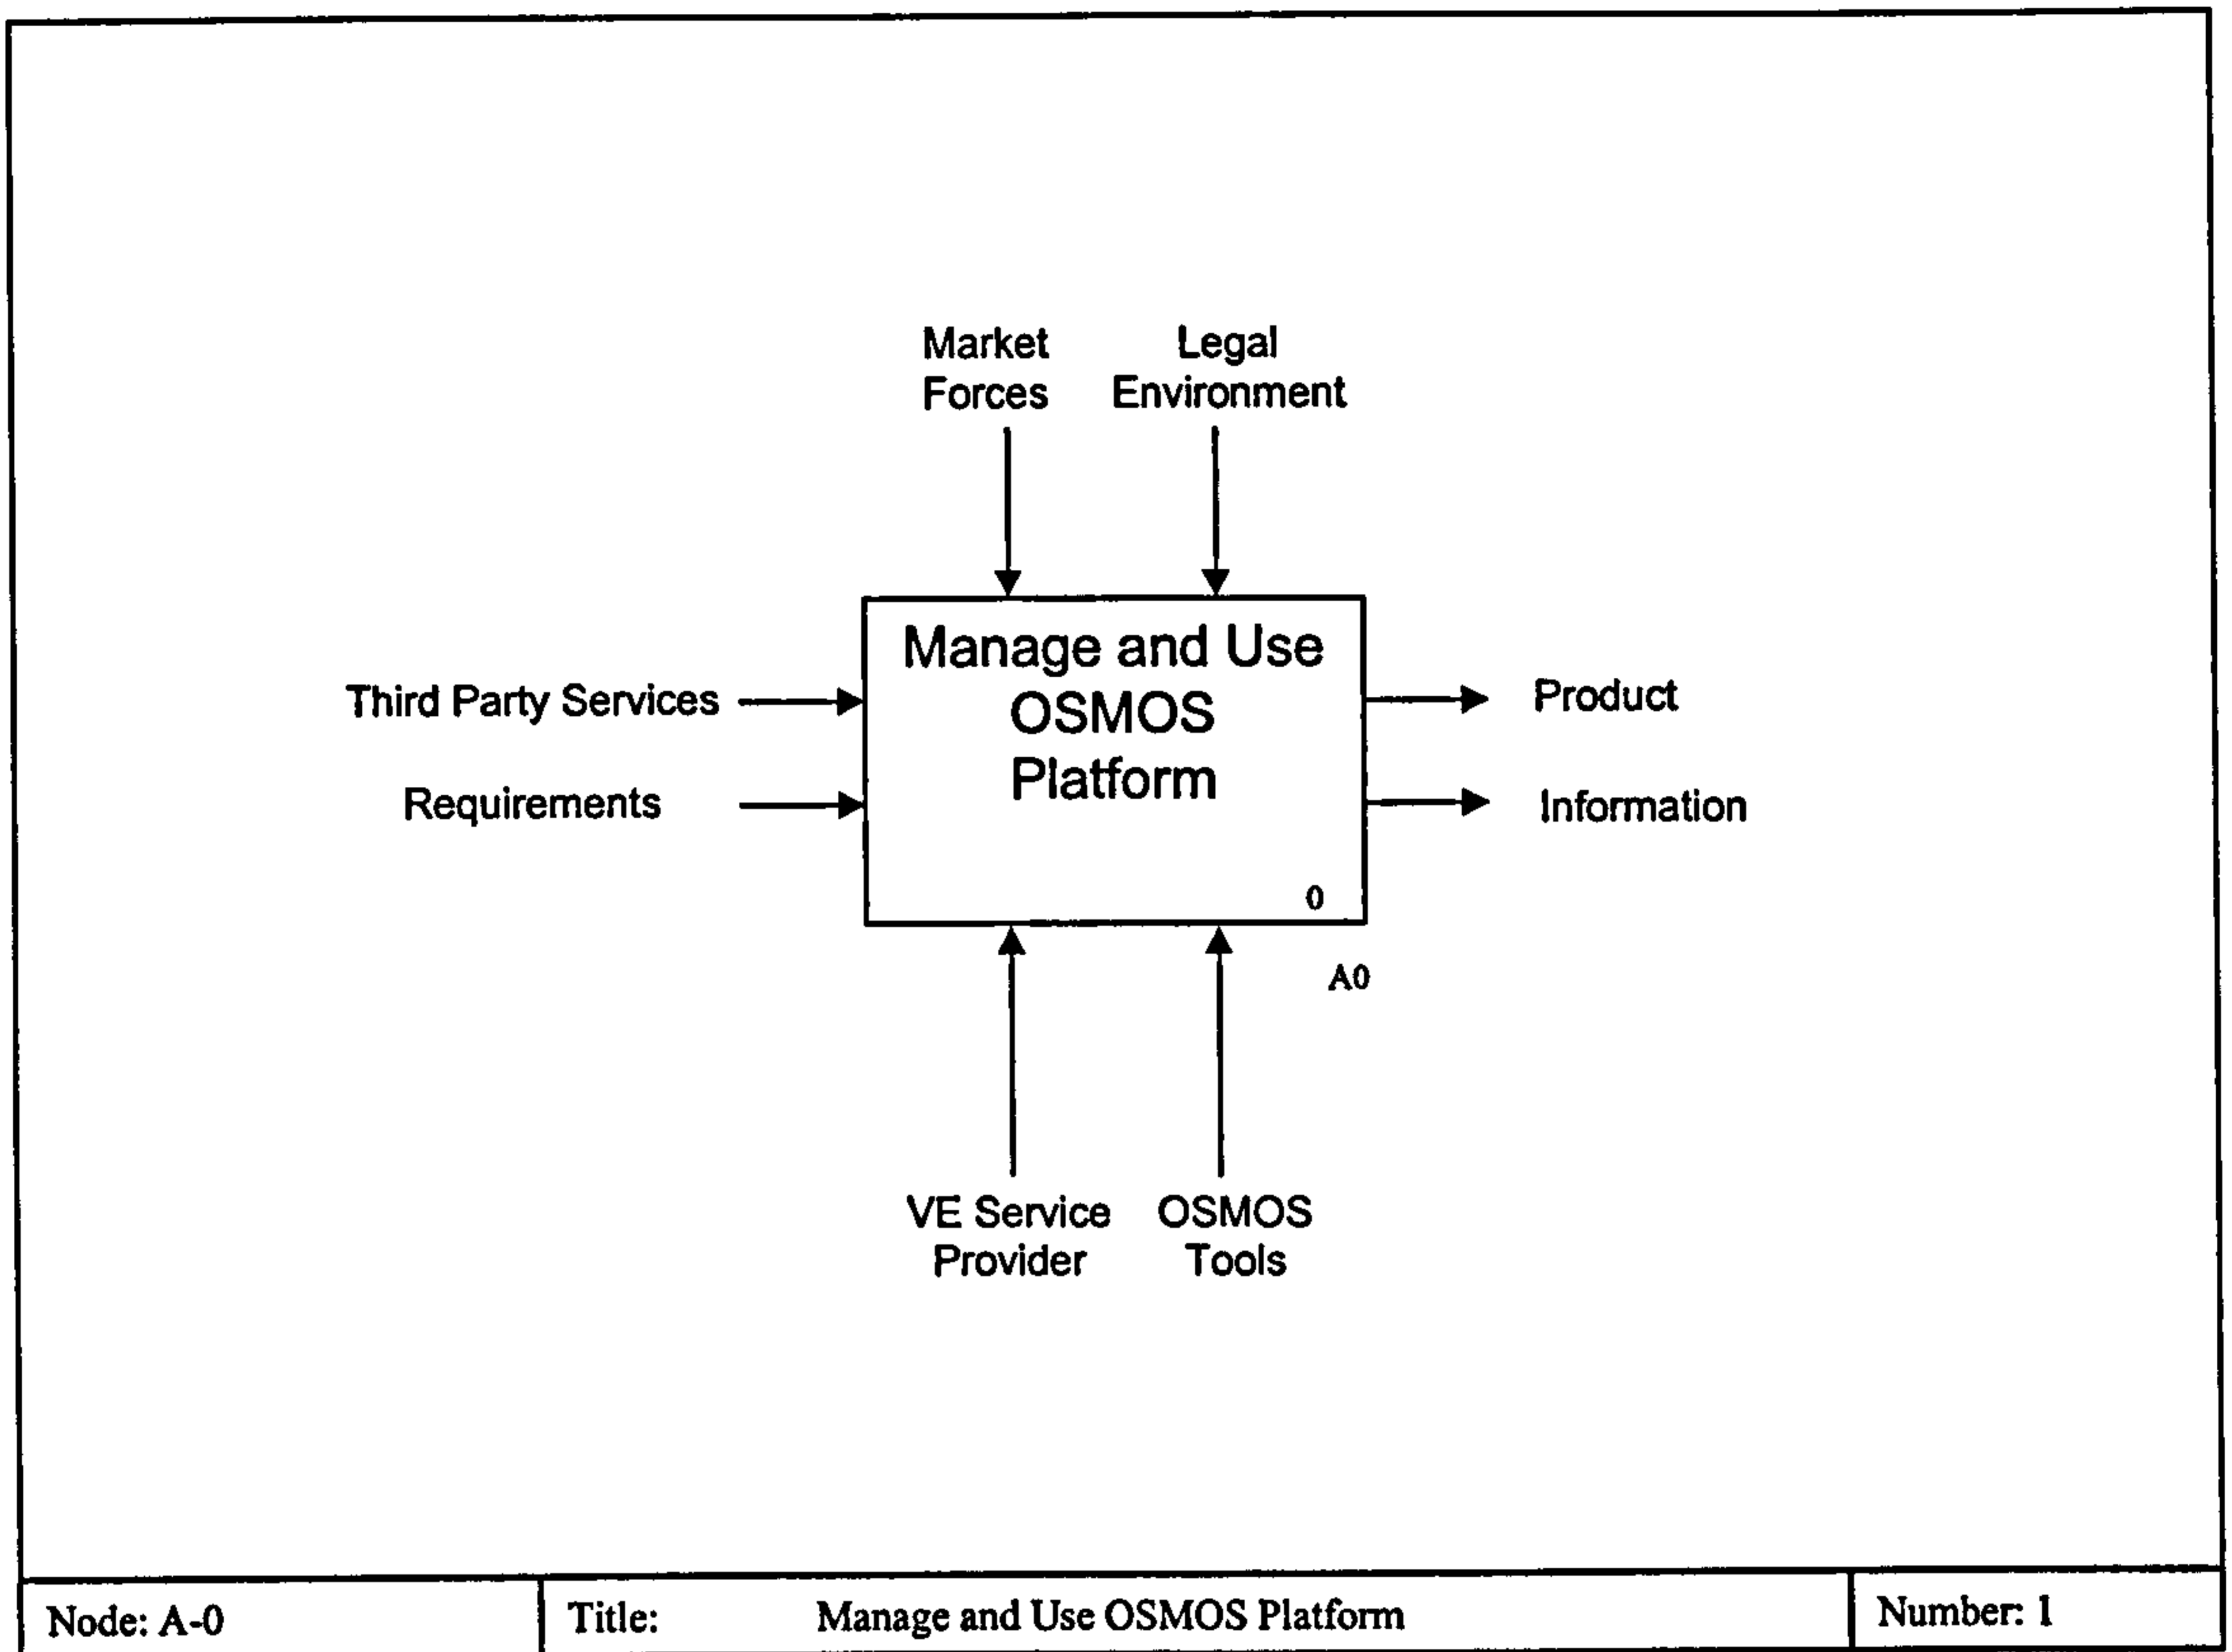 Market
Forces
Legal
Environment
Manage and Use
OSMOS
Platform
Third Party Services
Requirements
Product
Information
0
A0
VE Service
Provider
OSMOS
Tools
Node: A-0
Title: Manage and Use OSMOS Platform
Number: 1